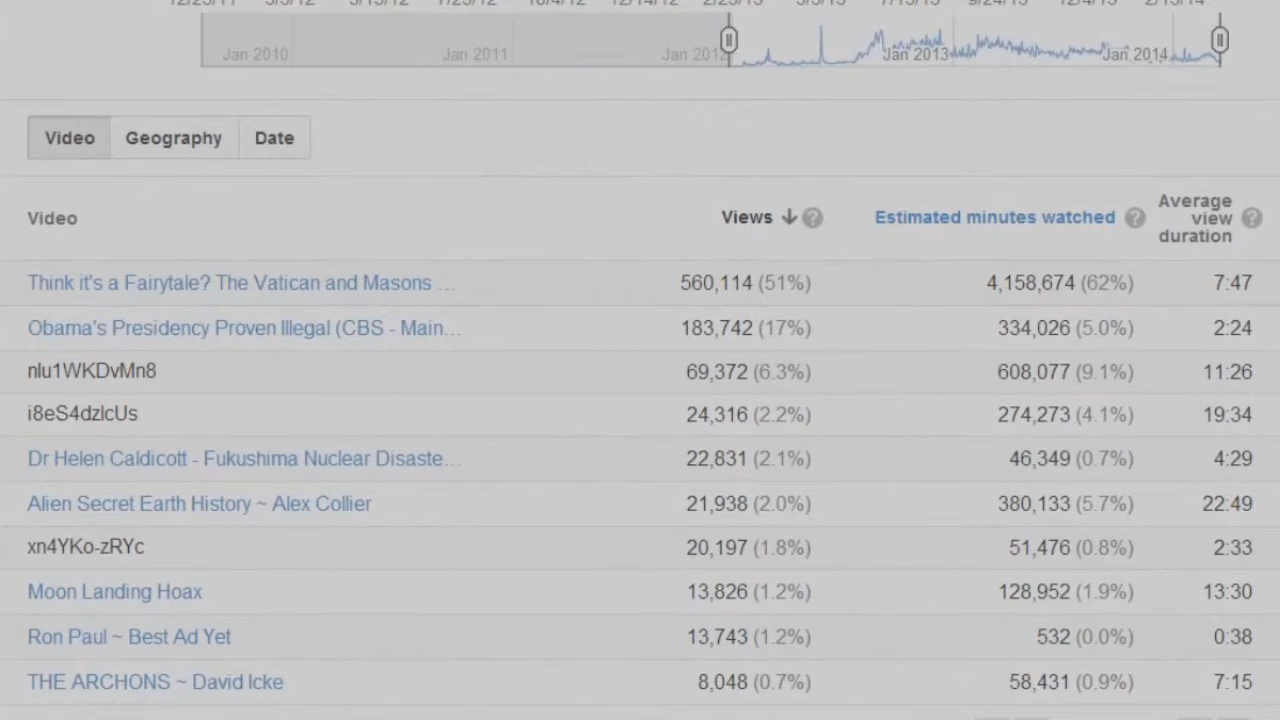 Jan 2010 Jan 2011 Jan 2012 Jan 2013 Jan 2014
Video Geography Date
Video Views Estimated minutes watched Average view duration
Think it's a Fairytale? The Vatican and Masons ... 560,114 (51%) 4,158,674 (62%) 7:47
Obama's Presidency Proven Illegal (CBS - Main... 183,742 (17%) 334,026 (5.0%) 2:24
nlu1WKDvMn8 69,372 (6.3%) 608,077 (9.1%) 11:26
i8eS4dzlcUs 24,316 (2.2%) 274,273 (4.1%) 19:34
Dr Helen Caldicott - Fukushima Nuclear Disaste... 22,831 (2.1%) 46,349 (0.7%) 4:29
Alien Secret Earth History ~ Alex Collier 21,938 (2.0%) 380,133 (5.7%) 22:49
xn4YKo-zRYc 20,197 (1.8%) 51,476 (0.8%) 2:33
Moon Landing Hoax 13,826 (1.2%) 128,952 (1.9%) 13:30
Ron Paul ~ Best Ad Yet 13,743 (1.2%) 532 (0.0%) 0:38
THE ARCHONS ~ David Icke 8,048 (0.7%) 58,431 (0.9%) 7:15